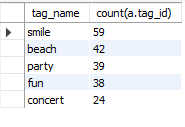 tag_name count(a.tag_id)
smile 59
beach 42
party 39
fun 38
concert 24